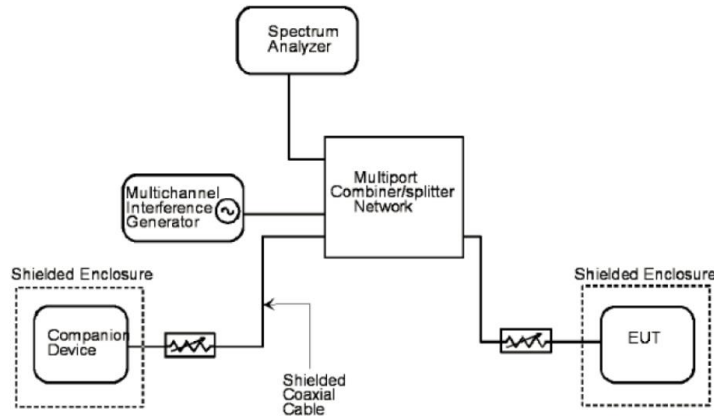 Spectrum
Analyzer
Multichannel
Interference
Generator
Multiport
Combiner/splitter
Network
Shielded Enclosure
Companion
Device
Shielded
Coaxial
Cable
Shielded Enclosure
EUT